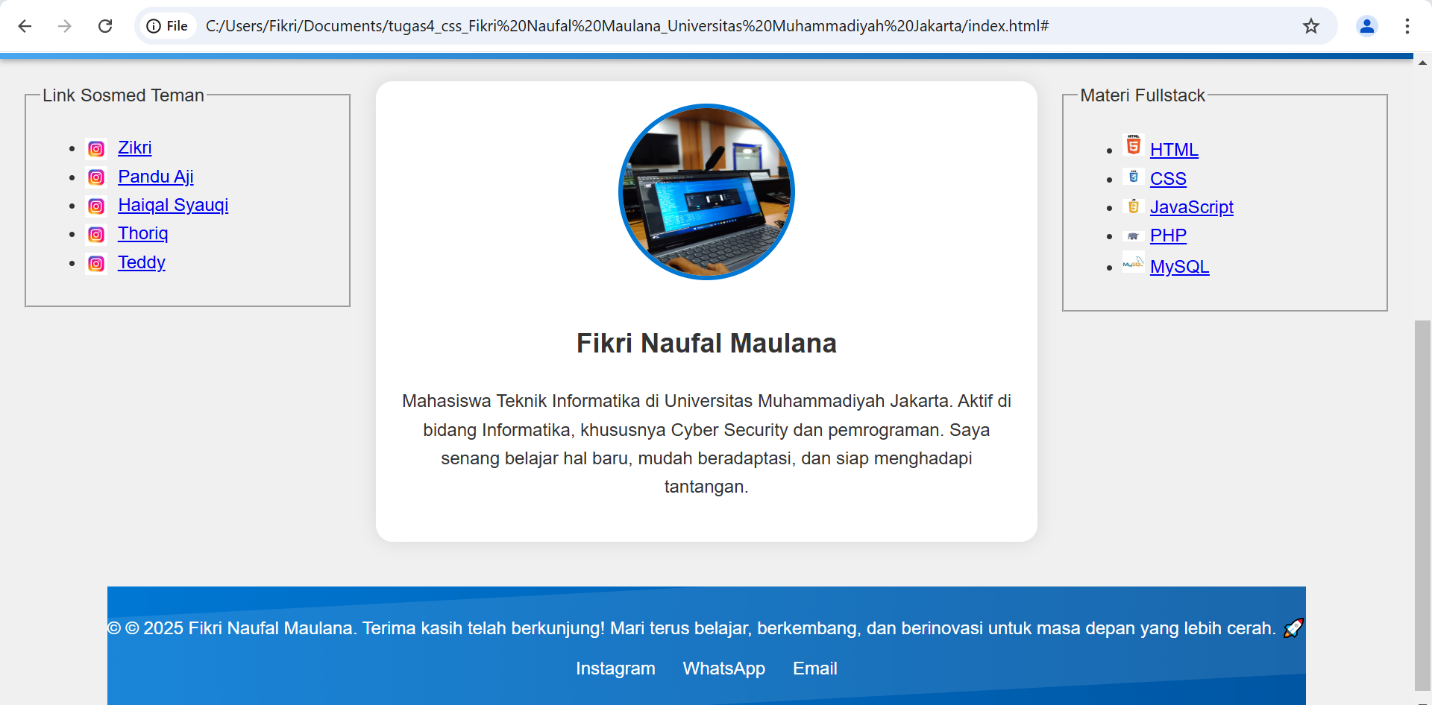 File C:/Users/Fikri/Documents/tugas4_css_Fikri%20Naufal%20Maulana_Universitas%20Muhammadiyah%20Jakarta/index.html#
Link Sosmed Teman
Zikri
Pandu Aji
Haiqal Syauqi
Thoriq
Teddy
Fikri Naufal Maulana
Mahasiswa Teknik Informatika di Universitas Muhammadiyah Jakarta. Aktif di
bidang Informatika, khususnya Cyber Security dan pemrograman. Saya
senang belajar hal baru, mudah beradaptasi, dan siap menghadapi
tantangan.
Materi Fullstack
HTML
5
HTML
CSS
JavaScript
PHP
MySQL
MySQL
© © 2025 Fikri Naufal Maulana. Terima kasih telah berkunjung! Mari terus belajar, berkembang, dan berinovasi untuk masa depan yang lebih cerah. 🚀
Instagram WhatsApp Email